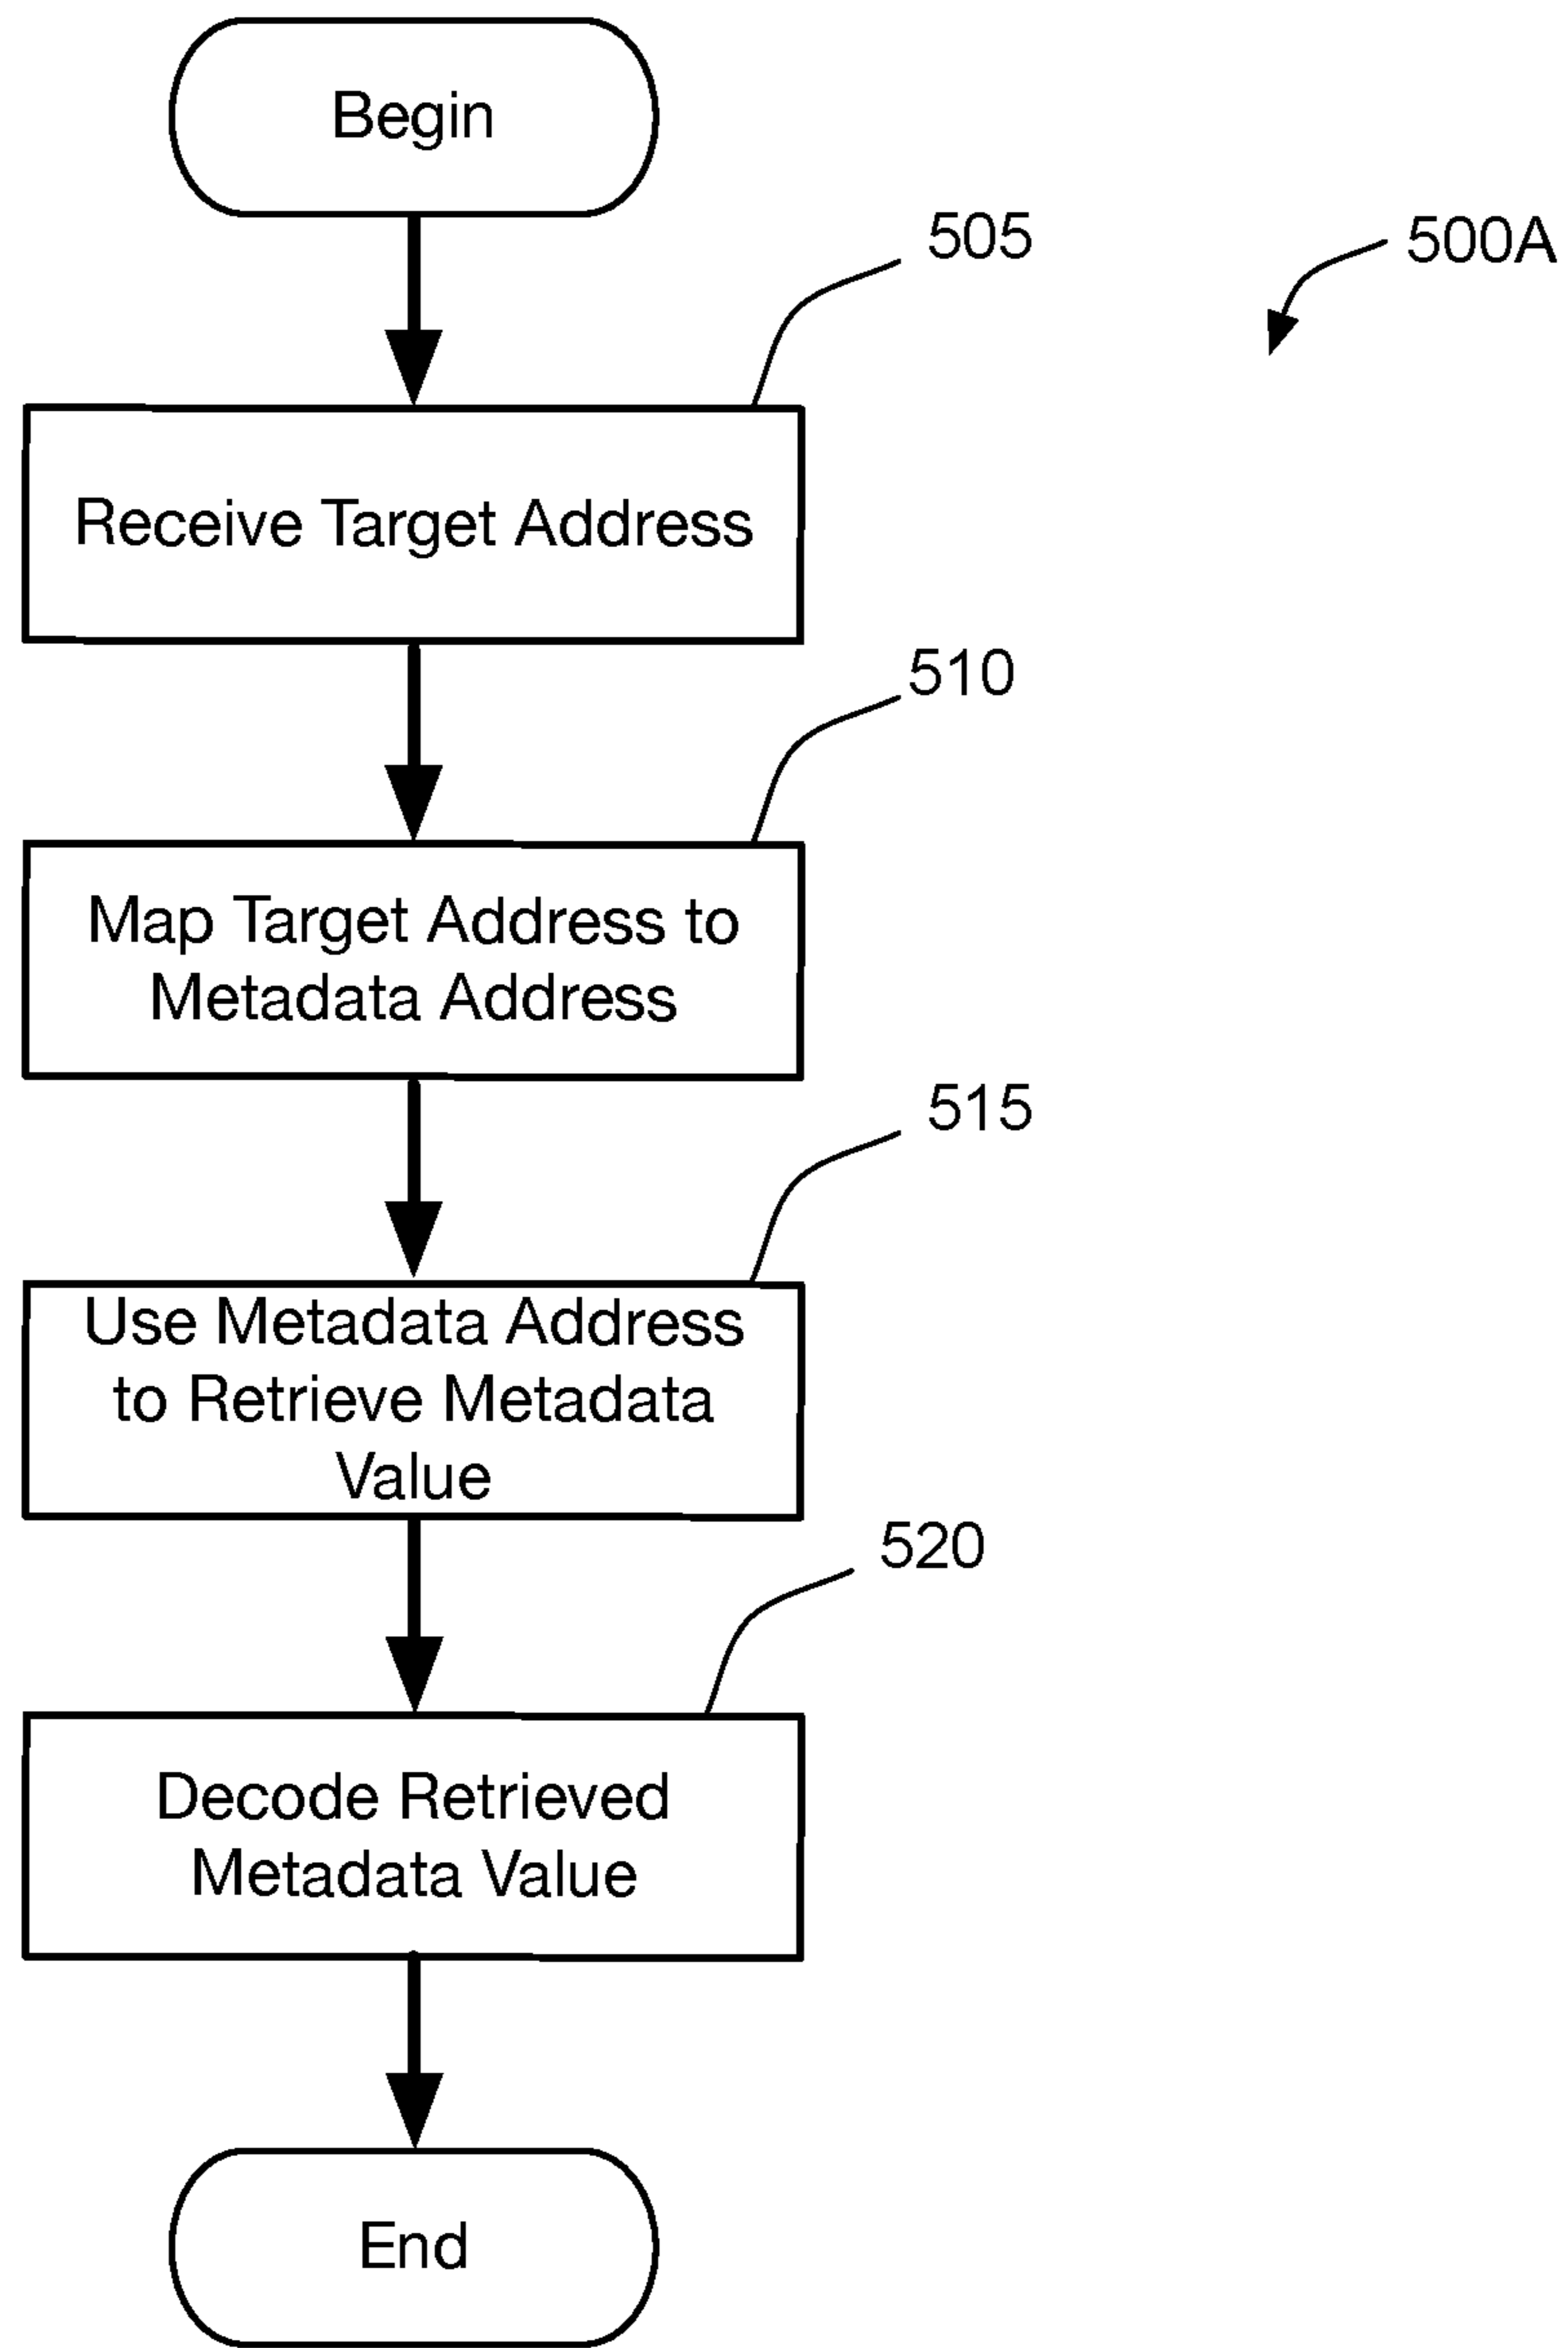 Begin
505
500A
Receive Target Address
510
Map Target Address to
Metadata Address
515
Use Metadata Address
to Retrieve Metadata
Value
520
Decode Retrieved
Metadata Value
End